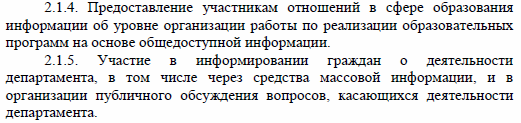 2.1.4. Предоставление участникам отношений в сфере образования
информации об уровне организации работы по реализации образовательных
программ на основе общедоступной информации.
2.1.5. Участие в информировании граждан о деятельности
департамента, в том числе через средства массовой информации, и в
организации публичного обсуждения вопросов, касающихся деятельности
департамента.